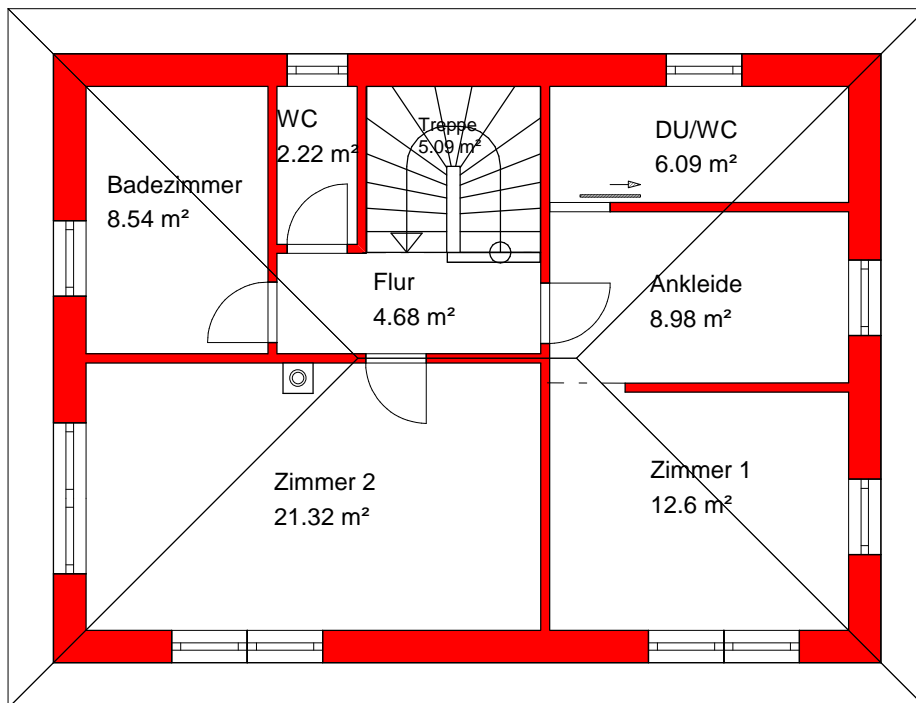 WC
2.22 m²
Treppe
5.09 m²
DU/WC
6.09 m²
Badezimmer
8.54 m²
Flur
4.68 m²
Ankleide
8.98 m²
Zimmer 2
21.32 m²
Zimmer 1
12.6 m²